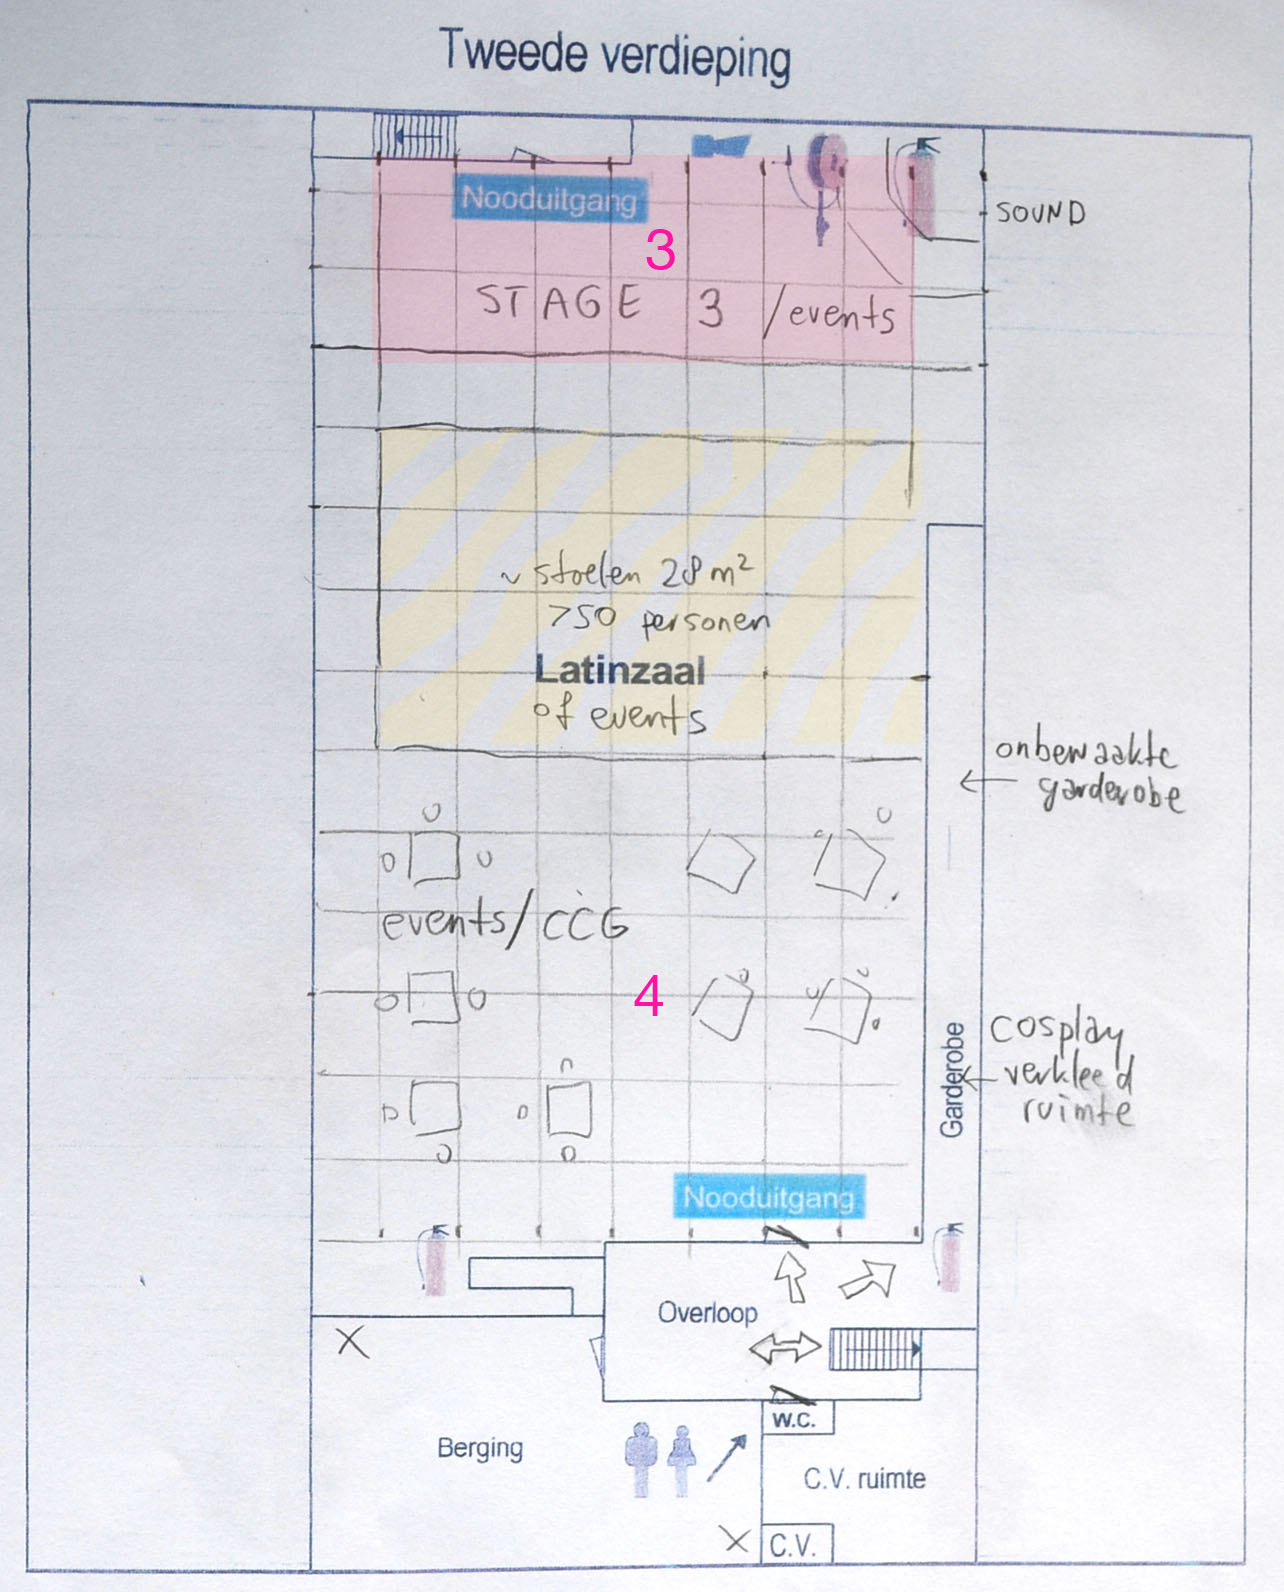 Tweede verdieping
Nooduitgang
SOUND
3
STAGE 3 /events
~ stoelen 28 m²
>50 personen
Latinzaal
of events
onbewaakte
garderobe
events/CCG
4
Garderobe
cosplay
verkleed
ruimte
Nooduitgang
Overloop
X
W.C.
Berging
C.V. ruimte
X
C.V.